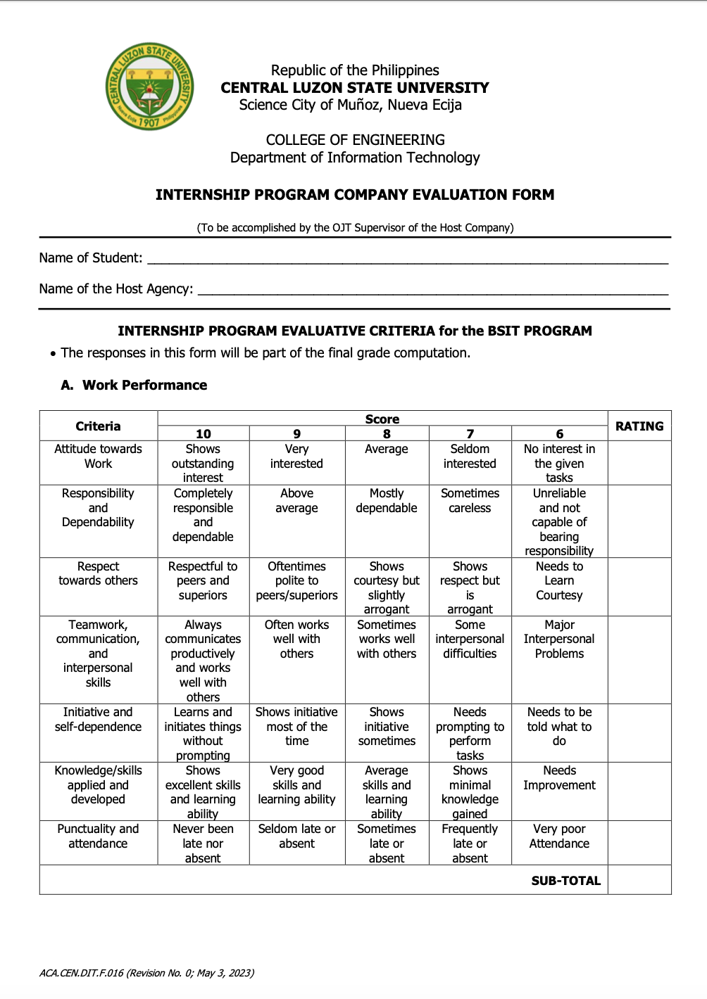 CENTRAL LUZON STATE UNIVERSITY
Nueva Ecija Philippines
1907
Republic of the Philippines
CENTRAL LUZON STATE UNIVERSITY
Science City of Muñoz, Nueva Ecija
COLLEGE OF ENGINEERING
Department of Information Technology
INTERNSHIP PROGRAM COMPANY EVALUATION FORM
(To be accomplished by the OJT Supervisor of the Host Company)
Name of Student:
Name of the Host Agency:
INTERNSHIP PROGRAM EVALUATIVE CRITERIA for the BSIT PROGRAM
• The responses in this form will be part of the final grade computation.
A. Work Performance
Criteria
Score
RATING
10 9 8 7 6
Attitude towards
Work
Shows
outstanding
interest
Very
interested
Average
Seldom
interested
No interest in
the given
tasks
Responsibility
and
Dependability
Completely
responsible
and
dependable
Above
average
Mostly
dependable
Sometimes
careless
Unreliable
and not
capable of
bearing
responsibility
Respect
towards others
Respectful to
peers and
superiors
Oftentimes
polite to
peers/superiors
Shows
courtesy but
slightly
arrogant
Shows
respect but
is
arrogant
Needs to
Learn
Courtesy
Teamwork,
communication,
and
interpersonal
skills
Always
communicates
productively
and works
well with
others
Often works
well with
others
Sometimes
works well
with others
Some
interpersonal
difficulties
Major
Interpersonal
Problems
Initiative and
self-dependence
Learns and
initiates things
without
prompting
Shows initiative
most of the
time
Shows
initiative
sometimes
Needs
prompting to
perform
tasks
Needs to be
told what to
do
Knowledge/skills
applied and
developed
Shows
excellent skills
and learning
ability
Very good
skills and
learning ability
Average
skills and
learning
ability
Shows
minimal
knowledge
gained
Needs
Improvement
Punctuality and
attendance
Never been
late nor
absent
Seldom late or
absent
Sometimes
late or
absent
Frequently
late or
absent
Very poor
Attendance
SUB-TOTAL
ACA.CEN.DIT.F.016 (Revision No. 0; May 3, 2023)